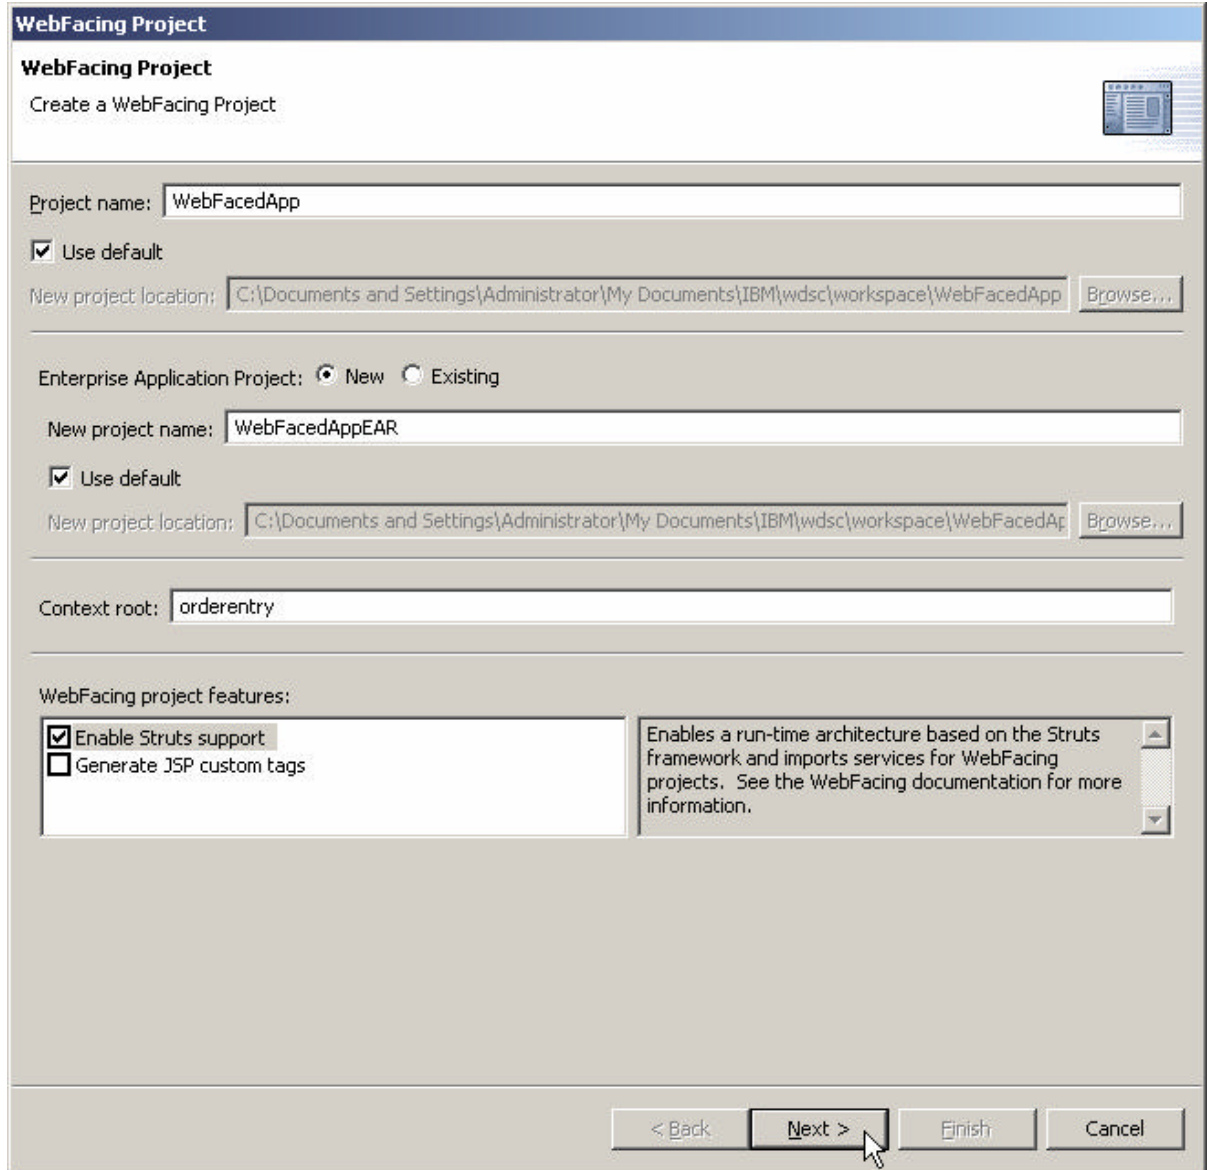 WebFacing Project
WebFacing Project
Create a WebFacing Project
Project name: WebFacedApp
Use default
New project location: C:\Documents and Settings\Administrator\My Documents\IBM\wdsc\workspace\WebFacedApp Browse...
Enterprise Application Project: New Existing
New project name: WebFacedAppEAR
Use default
New project location: C:\Documents and Settings\Administrator\My Documents\IBM\wdsc\workspace\WebFacedAp Browse...
Context root: orderentry
WebFacing project features:
Enable Struts support
Generate JSP custom tags
Enables a run-time architecture based on the Struts
framework and imports services for WebFacing
projects. See the WebFacing documentation for more
information.
< Back Next > Finish Cancel